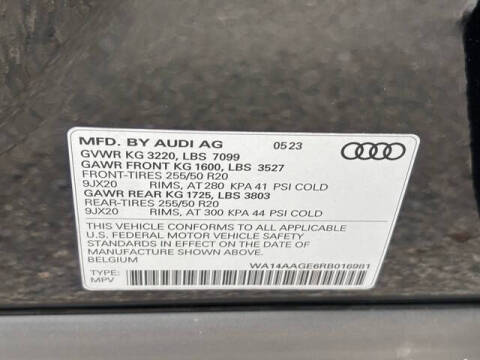 MFD. BY AUDI AG 05 23
GVWR KG 3220, LBS 7099
GAWR FRONT KG 1600, LBS 3527
FRONT-TIRES 255/50 R20
9JX20 RIMS, AT 280 KPA 41 PSI COLD
GAWR REAR KG 1725, LBS 3803
REAR-TIRES 255/50 R20
9JX20 RIMS, AT 300 KPA 44 PSI COLD
THIS VEHICLE CONFORMS TO ALL APPLICABLE
U.S. FEDERAL MOTOR VEHICLE SAFETY
STANDARDS IN EFFECT ON THE DATE OF
MANUFACTURE SHOWN ABOVE.
BELGIUM
WA14AAGE6RB016981
TYPE:
MPV